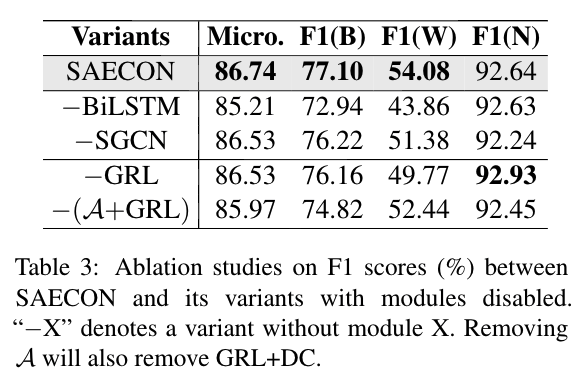 Variants Micro. F1(B) F1(W) F1(N)
SAECON 86.74 77.10 54.08 92.64
−BiLSTM 85.21 72.94 43.86 92.63
−SGCN 86.53 76.22 51.38 92.24
−GRL 86.53 76.16 49.77 92.93
−(𝒜+GRL) 85.97 74.82 52.44 92.45
Table 3: Ablation studies on F1 scores (%) between
SAECON and its variants with modules disabled.
“−X” denotes a variant without module X. Removing
𝒜 will also remove GRL+DC.